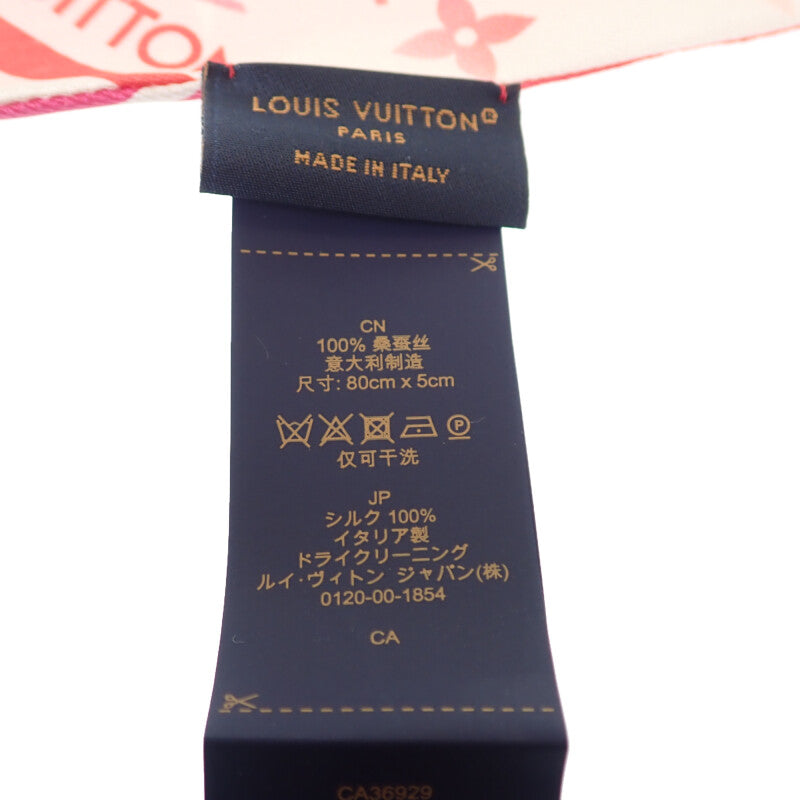 UITTON
LOUIS VUITTON
PARIS
MADE IN ITALY
CN
100% 桑蚕丝
意大利制造
尺寸: 80cm x 5cm
P
仅可干洗
JP
シルク 100%
イタリア製
ドライクリーニング
ルイ・ヴィトン ジャパン(株)
0120-00-1854
CA
CA36929